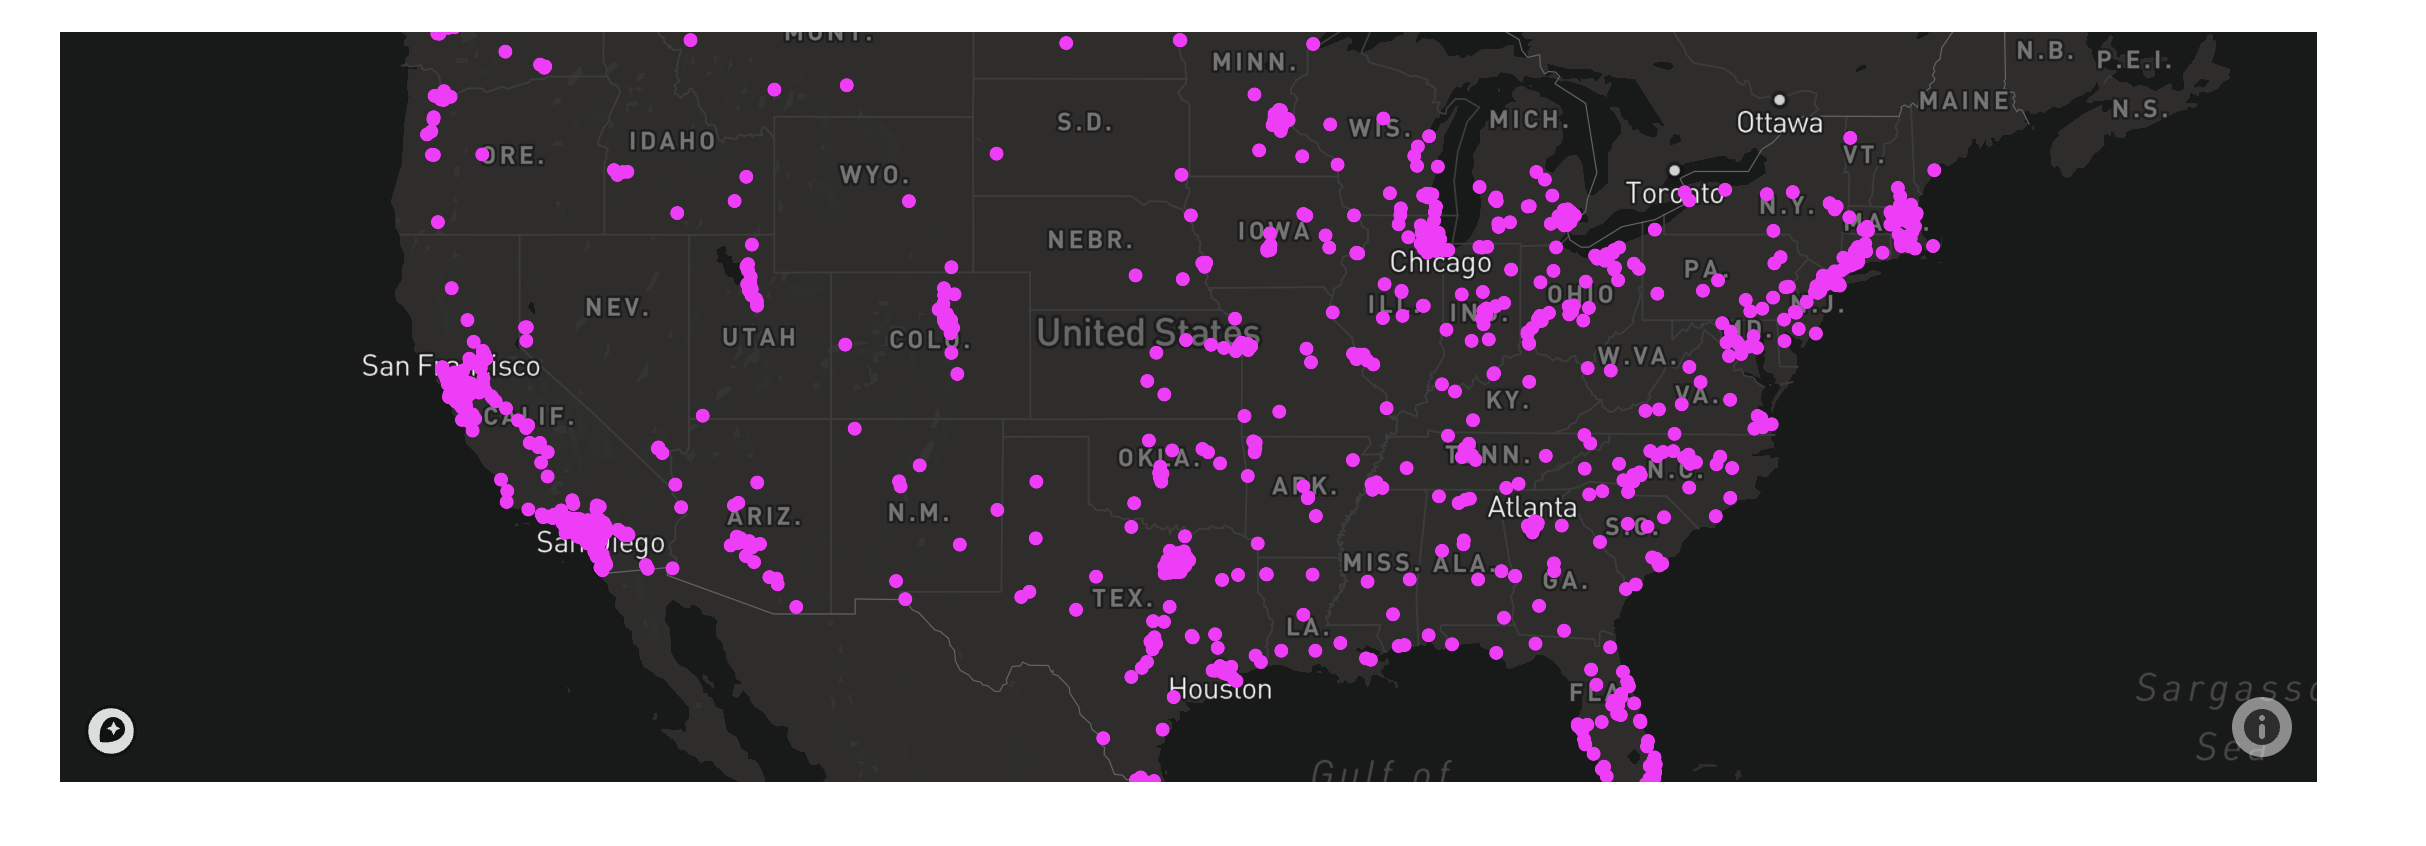 MONT.
N.B.
P.E.I.
MINN.
MAINE
N.S.
S.D.
MICH.
Ottawa
WIS.
IDAHO
ORE.
VT.
WYO.
Toronto
N.Y.
MASS.
IOWA
NEBR.
Chicago
PA.
OHIO
NEV.
ILL.
IND.
N.J.
UTAH
COLO.
United States
MD.
San Francisco
W.VA.
CALIF.
KY.
VA.
OKLA.
TENN.
N.C.
ARK.
ARIZ.
N.M.
Atlanta
S.C.
San Diego
MISS.
ALA.
GA.
TEX.
LA.
Houston
FLA.
Sargasso
Sea
Gulf of